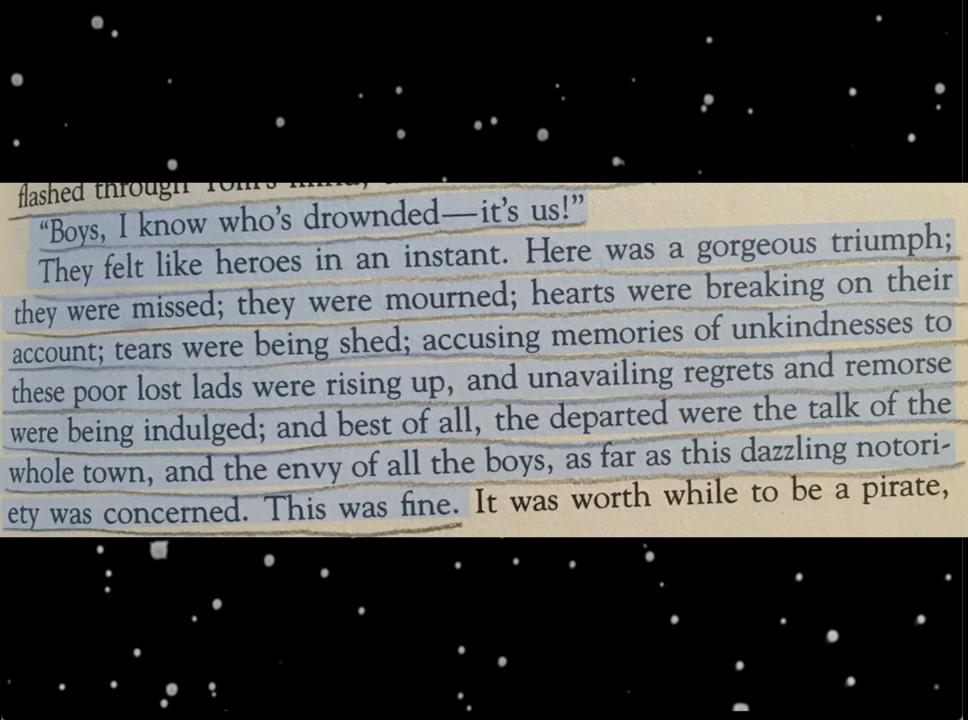 flashed through Tom's mind,
“Boys, I know who’s drownded—it’s us!”
They felt like heroes in an instant. Here was a gorgeous triumph;
they were missed; they were mourned; hearts were breaking on their
account; tears were being shed; accusing memories of unkindnesses to
these poor lost lads were rising up, and unavailing regrets and remorse
were being indulged; and best of all, the departed were the talk of the
whole town, and the envy of all the boys, as far as this dazzling notori-
ety was concerned. This was fine. It was worth while to be a pirate,